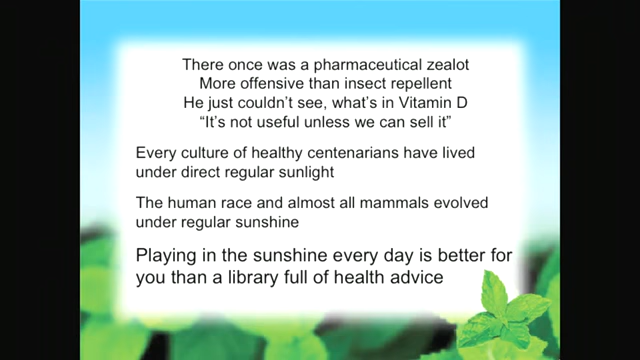 There once was a pharmaceutical zealot
More offensive than insect repellent
He just couldn't see, what's in Vitamin D
“It's not useful unless we can sell it”
Every culture of healthy centenarians have lived
under direct regular sunlight
The human race and almost all mammals evolved
under regular sunshine
Playing in the sunshine every day is better for
you than a library full of health advice